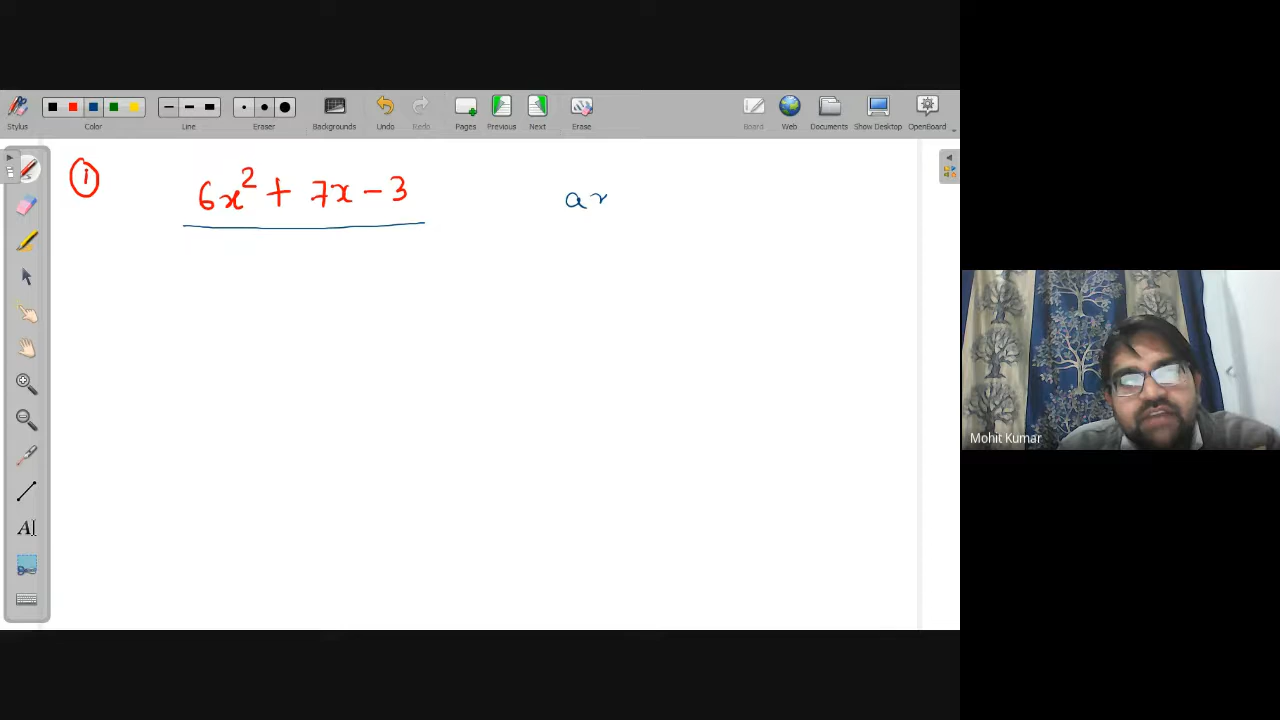 Stylus Color Line Eraser Backgrounds Undo Redo Pages Previous Next Erase Board Web Documents Show Desktop OpenBoard
① 6x² + 7x - 3 ax
A
Mohit Kumar